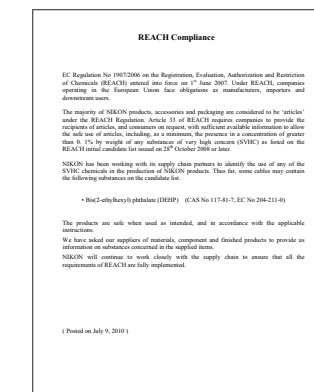 REACH Compliance
EC Regulation No 1907/2006 on the Registration, Evaluation, Authorization and Restriction
of Chemicals (REACH) entered into force on 1st June 2007. Under REACH, companies
operating in the European Union face obligations as manufacturers, importers and
downstream users.
The majority of NIKON products, accessories and packaging are considered to be 'articles'
under the REACH Regulation. Article 33 of REACH requires companies to provide the
recipients of articles, and consumers on request, with sufficient available information to allow
the safe use of articles, including, as a minimum, the presence in a concentration of greater
than 0. 1% by weight of any substances of very high concern (SVHC) as listed on the
REACH initial candidate list issued on 28th October 2008 or later.
NIKON has been working with its supply chain partners to identify the use of any of the
SVHC chemicals in the production of NIKON products. Thus far, some cables may contain
the following substances on the candidate list.
• Bis(2-ethylhexyl) phthalate (DEHP) (CAS No 117-81-7, EC No 204-211-0)
The products are safe when used as intended, and in accordance with the applicable
instructions.
We have asked our suppliers of materials, component and finished products to provide us
information on substances concerned in the supplied items.
NIKON will continue to work closely with the supply chain to ensure that all the
requirements of REACH are fully implemented.
( Posted on July 9, 2010 )